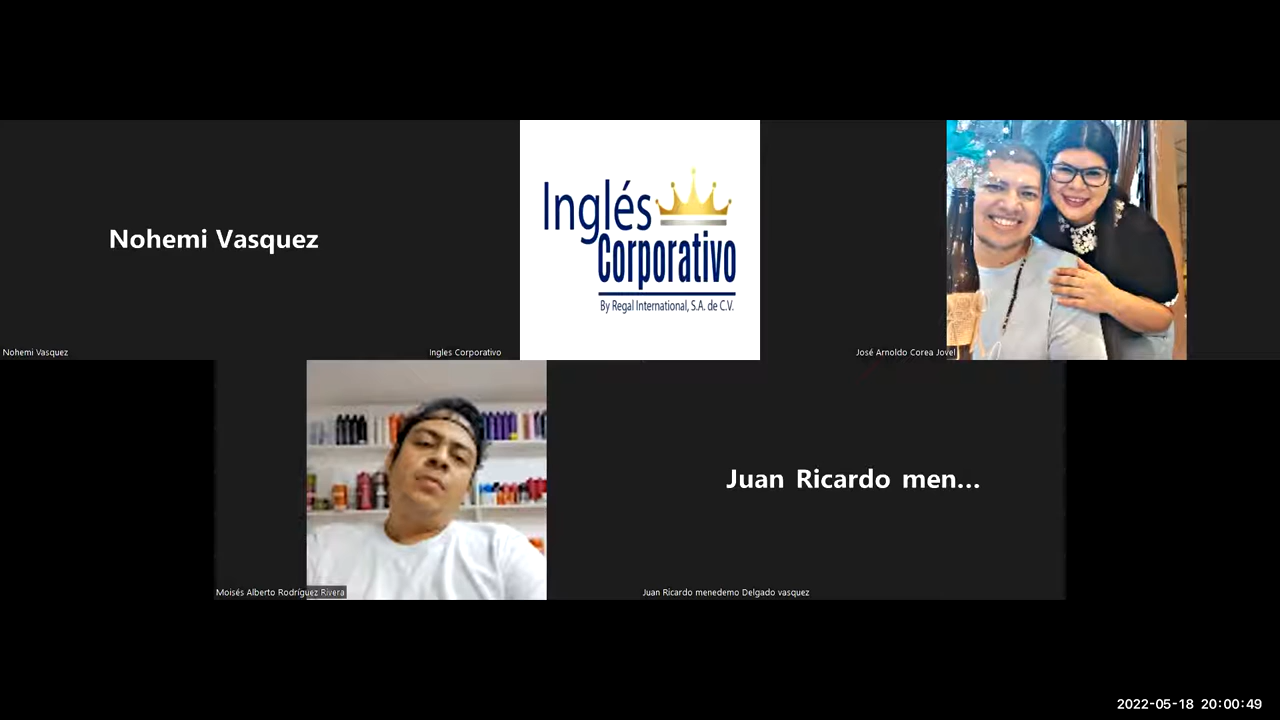 Nohemi Vasquez
Nohemi Vasquez
Inglés
Corporativo
By Regal International, S.A. de C.V.
Ingles Corporativo
José Arnoldo Corea Jovel
Moisés Alberto Rodríguez Rivera
Juan Ricardo men...
Juan Ricardo menedemo Delgado vasquez
2022-05-18 20:00:49